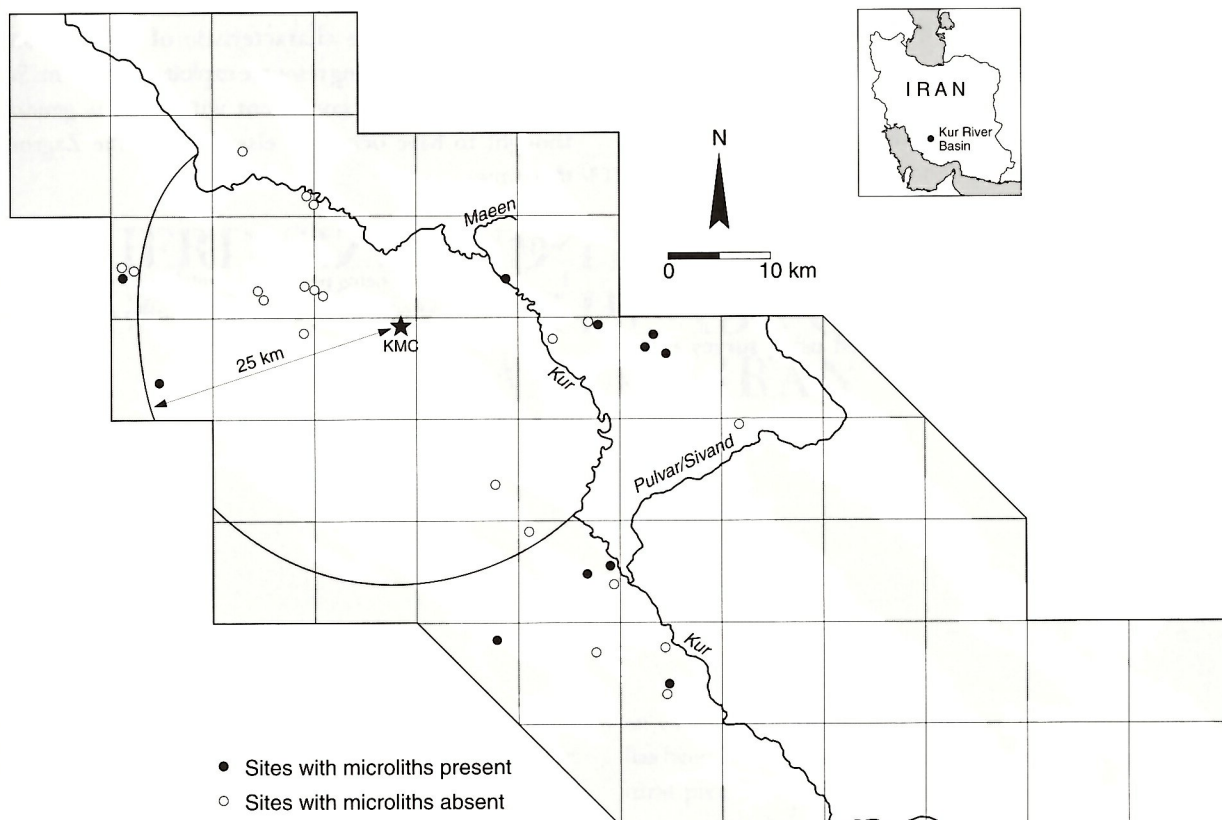 IRAN
Kur River
Basin
N
Maeen
0 10 km
KMC
25 km
Kur
Pulvar/Sivand
Kur
Sites with microliths present
Sites with microliths absent